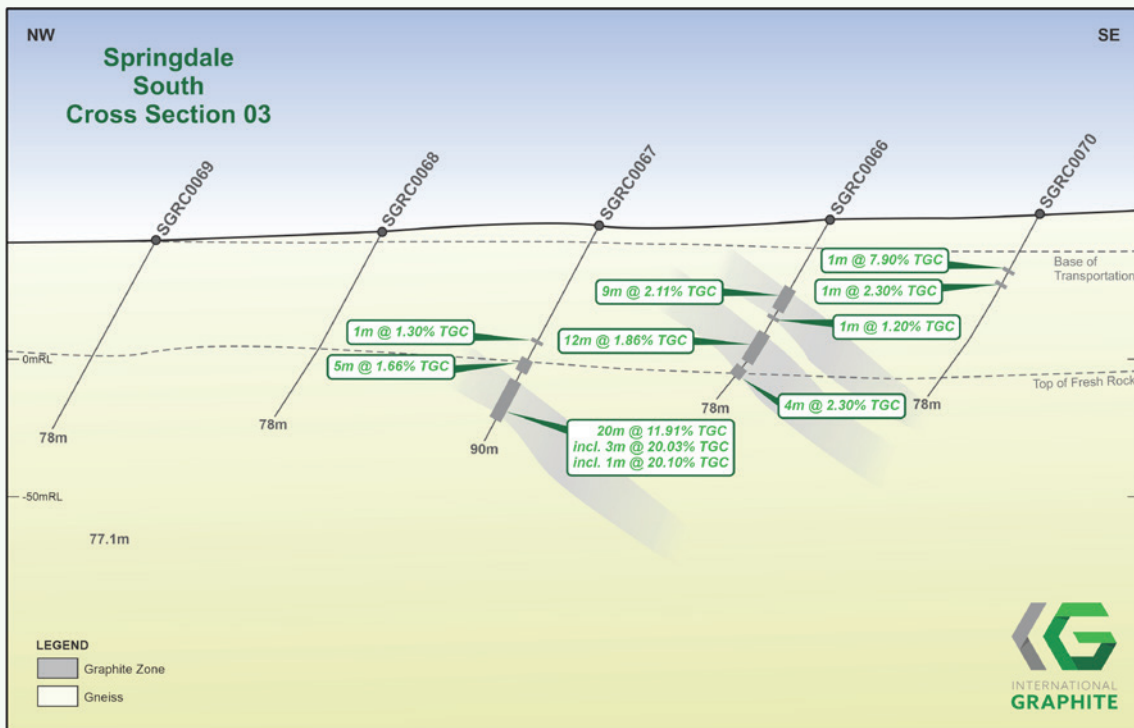 NW
SE
Springdale
South
Cross Section 03
SGRC0069
SGRC0068
SGRC0067
SGRC0066
SGRC0070
1m @ 7.90% TGC
Base of
Transportation
9m @ 2.11% TGC
1m @ 2.30% TGC
1m @ 1.30% TGC
12m @ 1.86% TGC
1m @ 1.20% TGC
0mRL
5m @ 1.66% TGC
Top of Fresh Rock
78m
78m
90m
78m
4m @ 2.30% TGC
78m
20m @ 11.91% TGC
incl. 3m @ 20.03% TGC
incl. 1m @ 20.10% TGC
-50mRL
77.1m
LEGEND
Graphite Zone
Gneiss
INTERNATIONAL
GRAPHITE